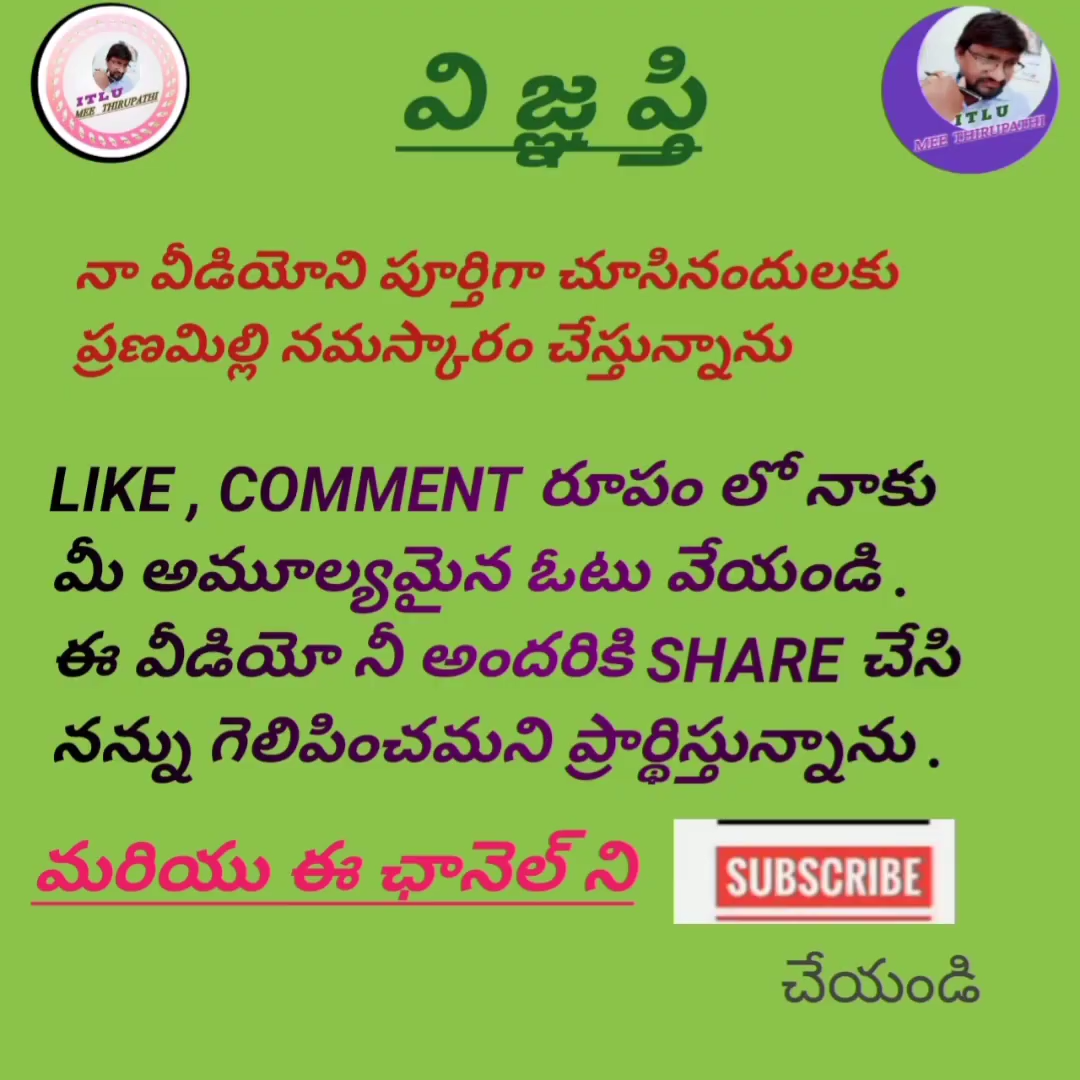 ITLU
MEE THIRUPATHI
వి జ్ఞ ప్తి
ITLU
MEE THIRUPATHI
నా వీడియోని పూర్తిగా చూసినందులకు
ప్రణమిల్లి నమస్కారం చేస్తున్నాను
LIKE , COMMENT రూపం లో నాకు
మీ అమూల్యమైన ఓటు వేయండి .
ఈ వీడియో నీ అందరికి SHARE చేసి
నన్ను గెలిపించమని ప్రార్థిస్తున్నాను .
మరియు ఈ ఛానెల్ ని SUBSCRIBE
చేయండి